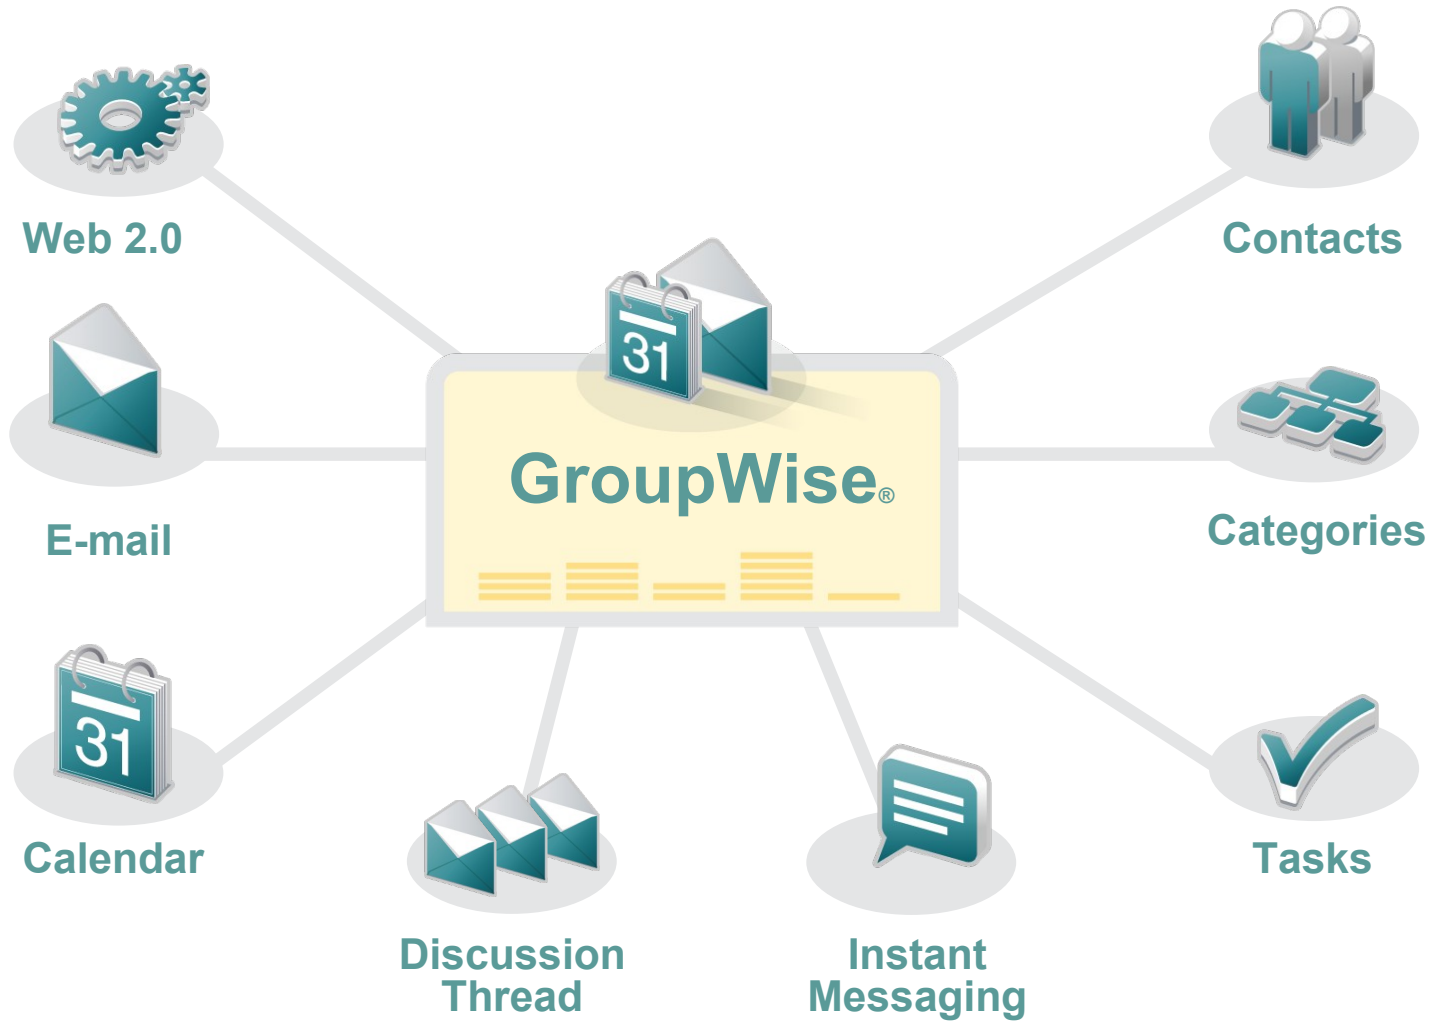 Web 2.0
Contacts
31
GroupWise®
E-mail
Categories
31
Calendar
Tasks
Discussion
Thread
Instant
Messaging